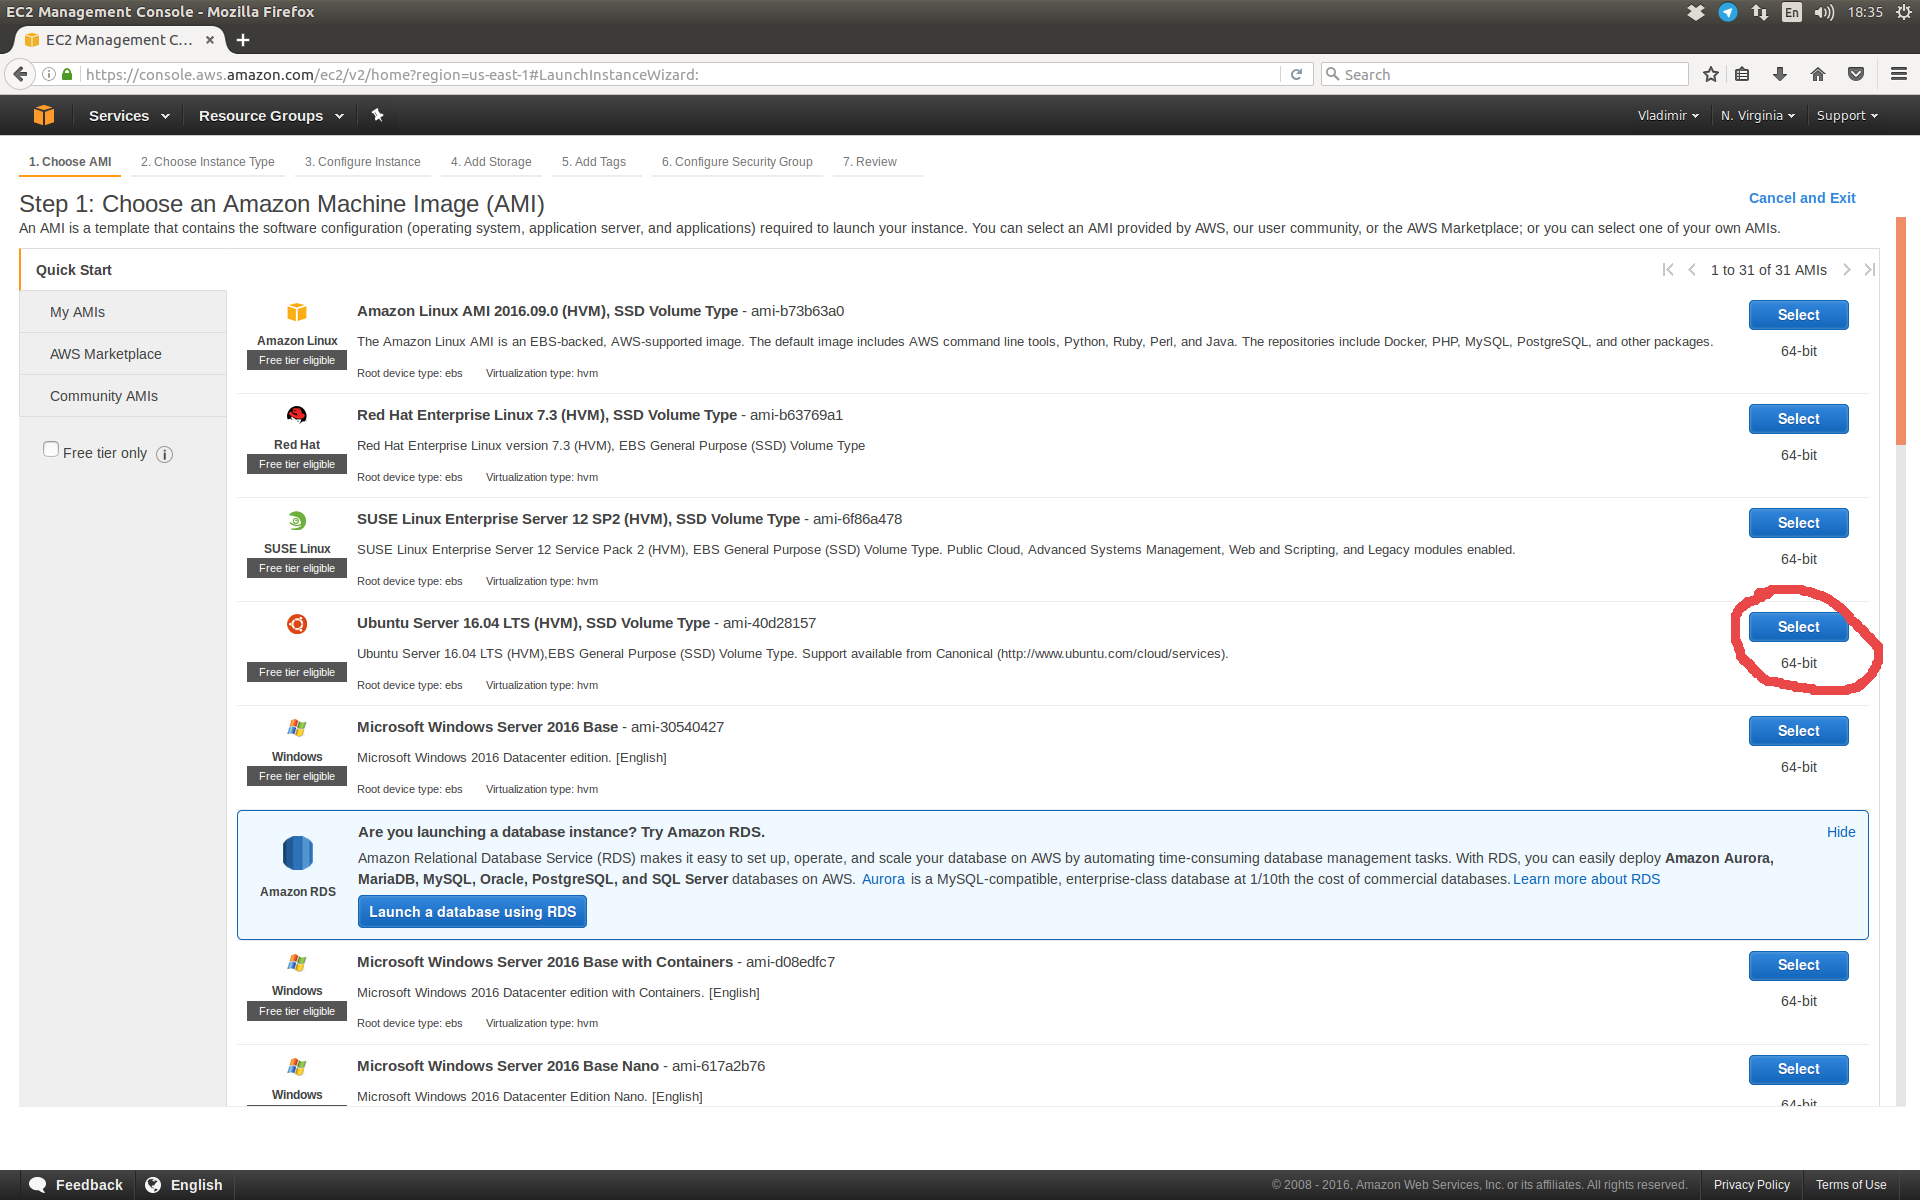 EC2 Management Console - Mozilla Firefox
En 18:35
EC2 Management C... × +
https://console.aws.amazon.com/ec2/v2/home?region=us-east-1#LaunchInstanceWizard:
Search
Services Resource Groups
Vladimir N. Virginia Support
1. Choose AMI 2. Choose Instance Type 3. Configure Instance 4. Add Storage 5. Add Tags 6. Configure Security Group 7. Review
Step 1: Choose an Amazon Machine Image (AMI)
Cancel and Exit
An AMI is a template that contains the software configuration (operating system, application server, and applications) required to launch your instance. You can select an AMI provided by AWS, our user community, or the AWS Marketplace; or you can select one of your own AMIs.
Quick Start
1 to 31 of 31 AMIs
My AMIs
AWS Marketplace
Community AMIs
Free tier only
Amazon Linux
Free tier eligible
Amazon Linux AMI 2016.09.0 (HVM), SSD Volume Type - ami-b73b63a0
The Amazon Linux AMI is an EBS-backed, AWS-supported image. The default image includes AWS command line tools, Python, Ruby, Perl, and Java. The repositories include Docker, PHP, MySQL, PostgreSQL, and other packages.
Root device type: ebs Virtualization type: hvm
Select
64-bit
Red Hat
Free tier eligible
Red Hat Enterprise Linux 7.3 (HVM), SSD Volume Type - ami-b63769a1
Red Hat Enterprise Linux version 7.3 (HVM), EBS General Purpose (SSD) Volume Type
Root device type: ebs Virtualization type: hvm
Select
64-bit
SUSE Linux
Free tier eligible
SUSE Linux Enterprise Server 12 SP2 (HVM), SSD Volume Type - ami-6f86a478
SUSE Linux Enterprise Server 12 Service Pack 2 (HVM), EBS General Purpose (SSD) Volume Type. Public Cloud, Advanced Systems Management, Web and Scripting, and Legacy modules enabled.
Root device type: ebs Virtualization type: hvm
Select
64-bit
Free tier eligible
Ubuntu Server 16.04 LTS (HVM), SSD Volume Type - ami-40d28157
Ubuntu Server 16.04 LTS (HVM),EBS General Purpose (SSD) Volume Type. Support available from Canonical (http://www.ubuntu.com/cloud/services).
Root device type: ebs Virtualization type: hvm
Select
64-bit
Windows
Free tier eligible
Microsoft Windows Server 2016 Base - ami-30540427
Microsoft Windows 2016 Datacenter edition. [English]
Root device type: ebs Virtualization type: hvm
Select
64-bit
Amazon RDS
Are you launching a database instance? Try Amazon RDS.
Hide
Amazon Relational Database Service (RDS) makes it easy to set up, operate, and scale your database on AWS by automating time-consuming database management tasks. With RDS, you can easily deploy Amazon Aurora,
MariaDB, MySQL, Oracle, PostgreSQL, and SQL Server databases on AWS. Aurora is a MySQL-compatible, enterprise-class database at 1/10th the cost of commercial databases. Learn more about RDS
Launch a database using RDS
Windows
Free tier eligible
Microsoft Windows Server 2016 Base with Containers - ami-d08edfc7
Microsoft Windows 2016 Datacenter edition with Containers. [English]
Root device type: ebs Virtualization type: hvm
Select
64-bit
Windows
Microsoft Windows Server 2016 Base Nano - ami-617a2b76
Microsoft Windows 2016 Datacenter Edition Nano. [English]
Select
64-bit
Feedback English
© 2008 - 2016, Amazon Web Services, Inc. or its affiliates. All rights reserved. Privacy Policy Terms of Use